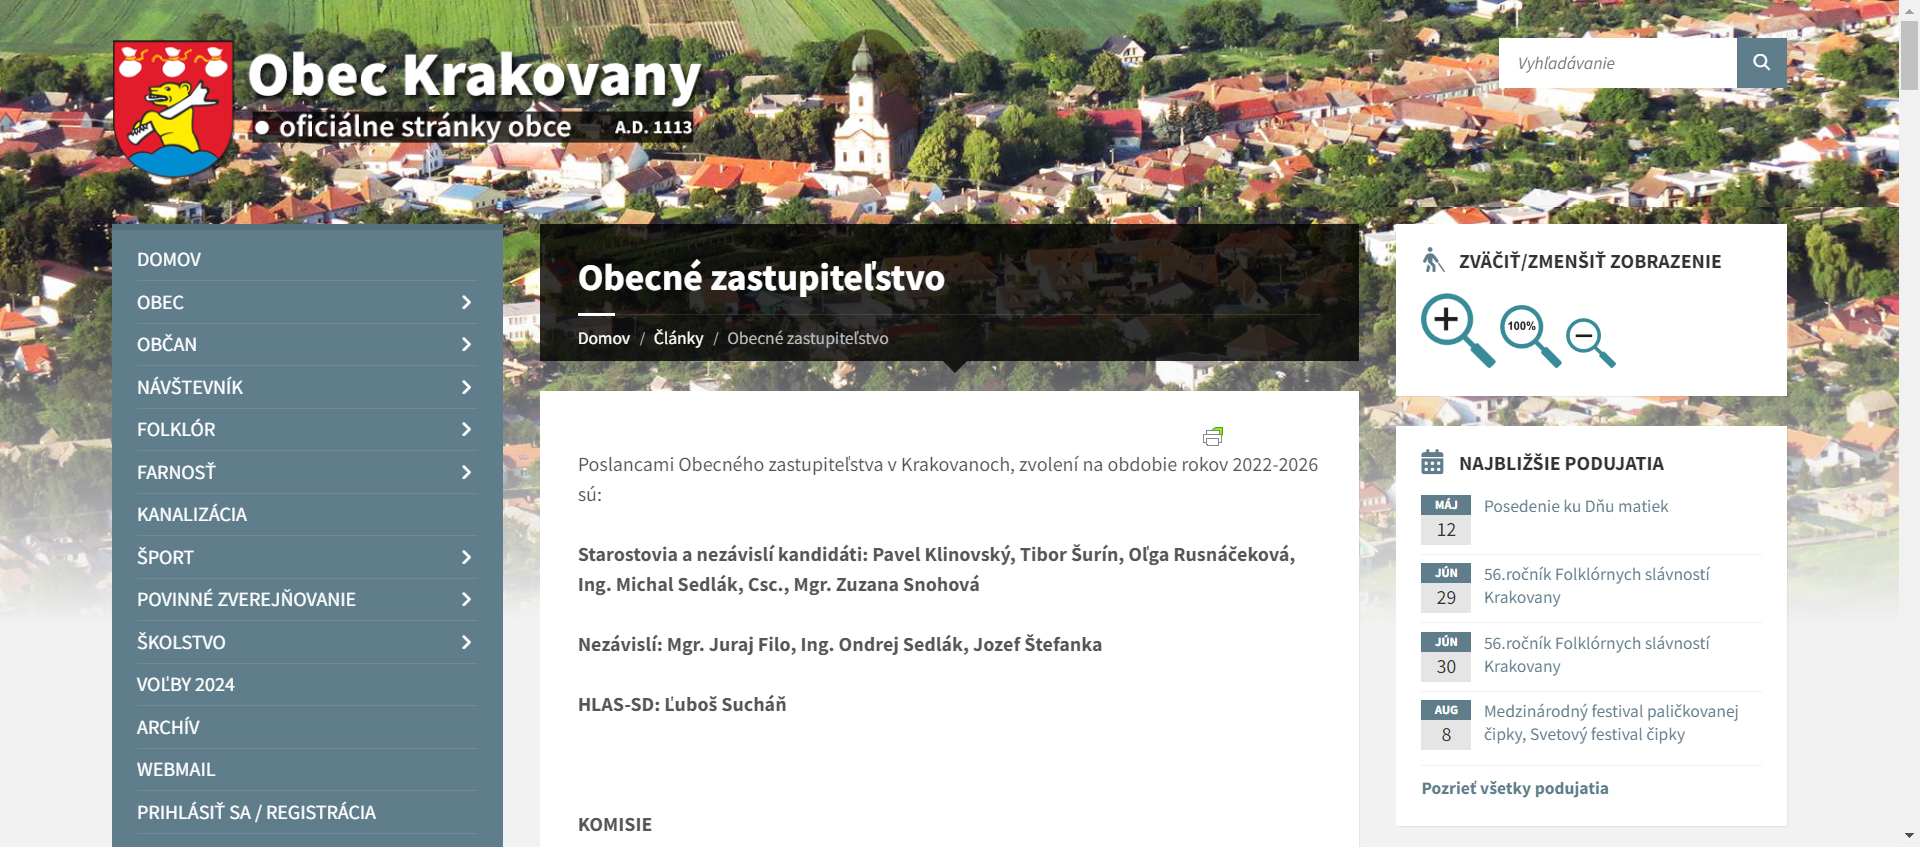 Obec Krakovany
• oficiálne stránky obce A.D. 1113
Vyhľadávanie
DOMOV
OBEC
OBČAN
NÁVŠTEVNÍK
FOLKLÓR
FARNOSŤ
KANALIZÁCIA
ŠPORT
POVINNÉ ZVEREJŇOVANIE
ŠKOLSTVO
VOĽBY 2024
ARCHÍV
WEBMAIL
PRIHLÁSIŤ SA / REGISTRÁCIA
Obecné zastupiteľstvo
Domov / Články / Obecné zastupiteľstvo
Poslancami Obecného zastupiteľstva v Krakovanoch, zvolení na obdobie rokov 2022-2026
sú:
Starostovia a nezávislí kandidáti: Pavel Klinovský, Tibor Šurín, Oľga Rusnáčeková,
Ing. Michal Sedlák, Csc., Mgr. Zuzana Snohová
Nezávislí: Mgr. Juraj Filo, Ing. Ondrej Sedlák, Jozef Štefanka
HLAS-SD: Ľuboš Sucháň
KOMISIE
ZVÄČIŤ/ZMENŠIŤ ZOBRAZENIE
100%
NAJBLIŽŠIE PODUJATIA
MÁJ
12
Posedenie ku Dňu matiek
JÚN
29
56.ročník Folklórnych slávností
Krakovany
JÚN
30
56.ročník Folklórnych slávností
Krakovany
AUG
8
Medzinárodný festival paličkovanej
čipky, Svetový festival čipky
Pozrieť všetky podujatia